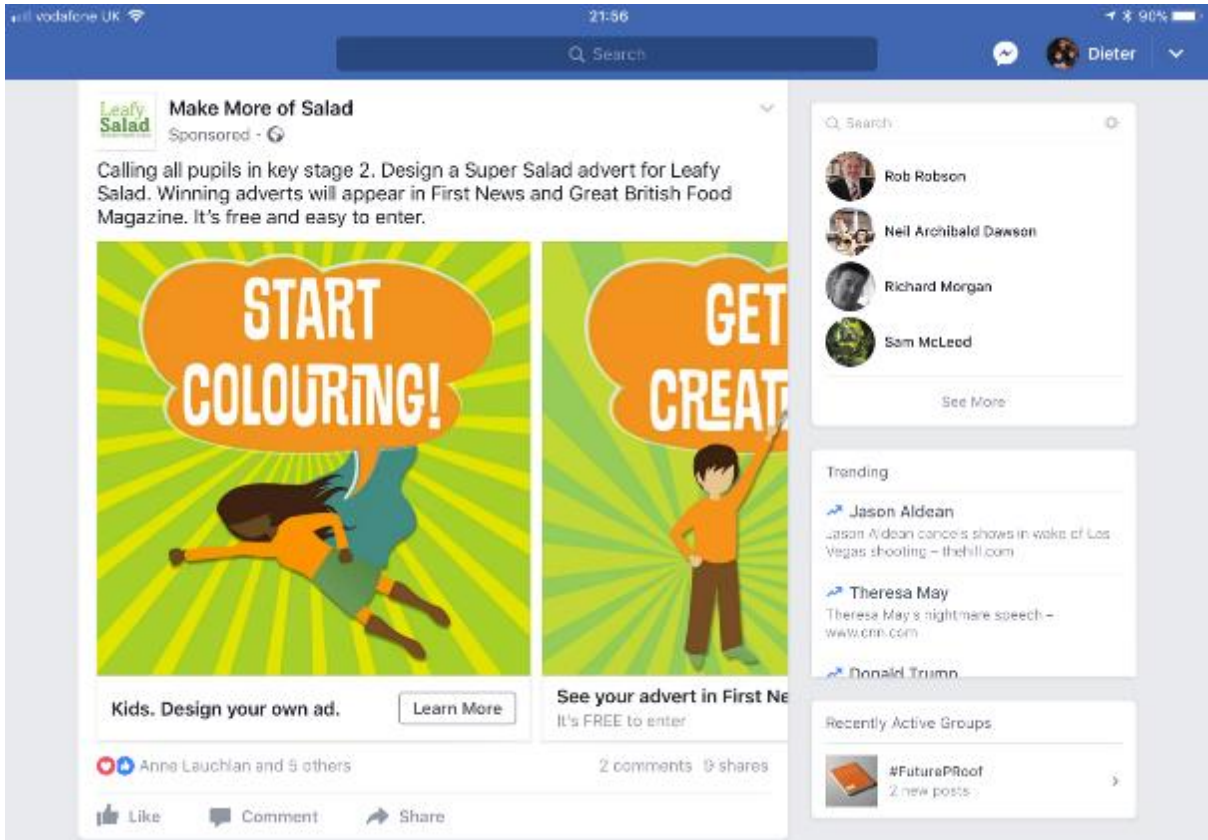 vodafone UK
21:56
90%
Search
Dieter
Leafy
Salad
Make More of Salad
Sponsored ·
Calling all pupils in key stage 2. Design a Super Salad advert for Leafy
Salad. Winning adverts will appear in First News and Great British Food
Magazine. It's free and easy to enter.
START
COLOURING!
GET
CREAT
Kids. Design your own ad.
Learn More
See your advert in First Ne
It's FREE to enter
Anne Lauchlan and 5 others
2 comments 9 shares
Like
Comment
Share
Search
Rob Robson
Neil Archibald Dawson
Richard Morgan
Sam McLeod
See More
Trending
Jason Aldean
Jason Aldean cancels shows in wake of Las
Vegas shooting – thehill.com
Theresa May
Theresa May's nightmare speech –
www.cnn.com
Donald Trump
Recently Active Groups
#FuturePRoof
2 new posts